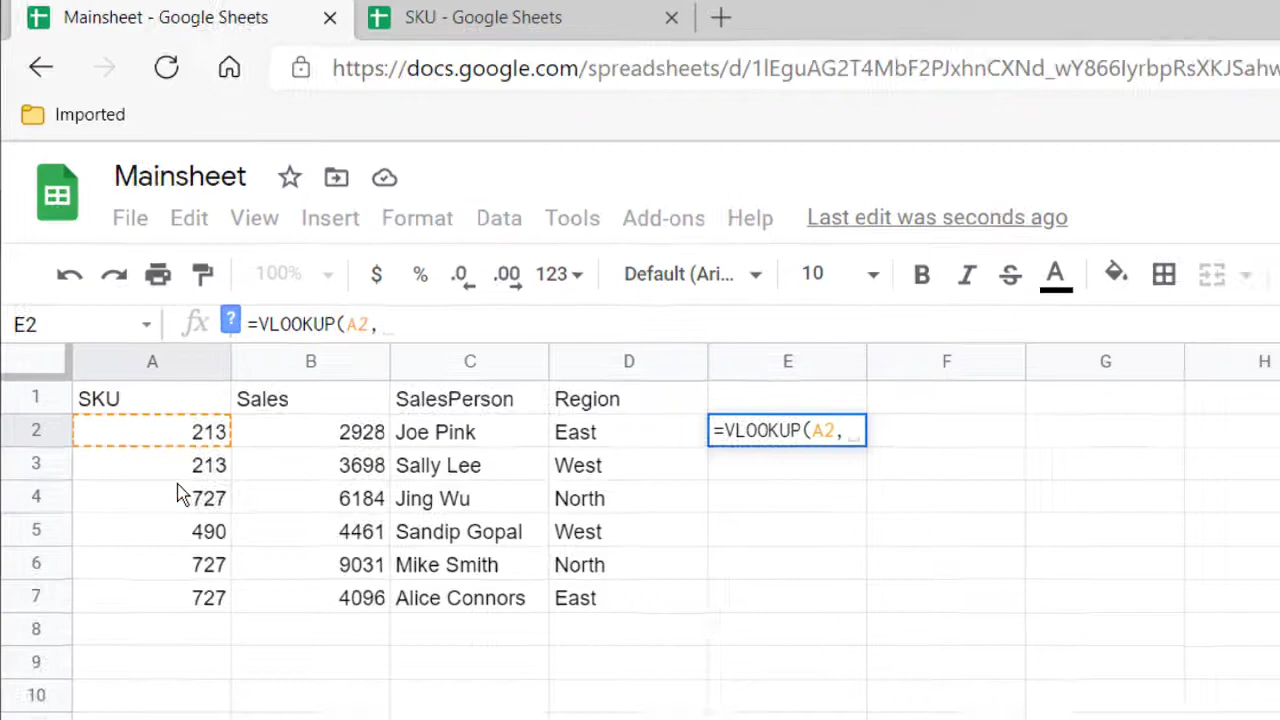 Mainsheet - Google Sheets SKU - Google Sheets
https://docs.google.com/spreadsheets/d/1lEguAG2T4MbF2PJxhnCXNd_wY866IyrbpRsXKJSahw
Imported
Mainsheet
File Edit View Insert Format Data Tools Add-ons Help Last edit was seconds ago
100% $ % .0 .00 123 Default (Ari... 10 B I S A
E2 fx ? =VLOOKUP(A2,
A B C D E F G H
1 SKU Sales SalesPerson Region
2 213 2928 Joe Pink East =VLOOKUP(A2,
3 213 3698 Sally Lee West
4 727 6184 Jing Wu North
5 490 4461 Sandip Gopal West
6 727 9031 Mike Smith North
7 727 4096 Alice Connors East
8
9
10